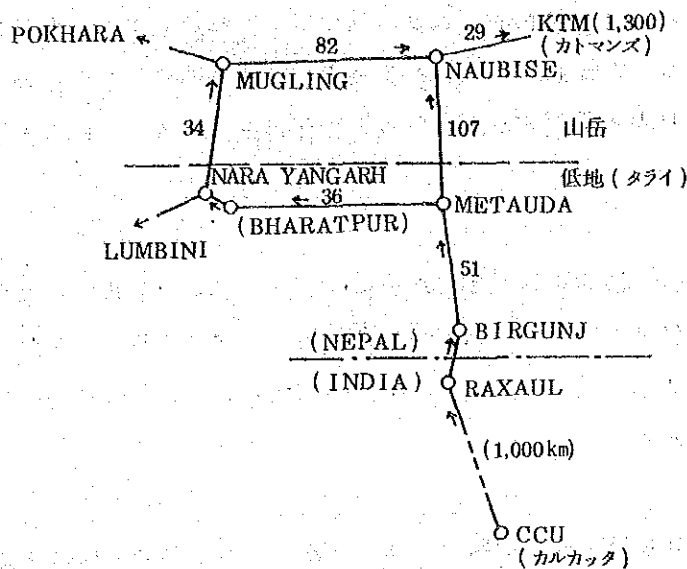 POKHARA
82
29
KTM(1,300)
(カトマンズ)
MUGLING
NAUBISE
34
107
山岳
NARA YANGARH
低地(タライ)
36
METAUDA
(BHARATPUR)
LUMBINI
51
BIRGUNJ
(NEPAL)
(INDIA)
RAXAUL
(1,000km)
CCU
(カルカッタ)